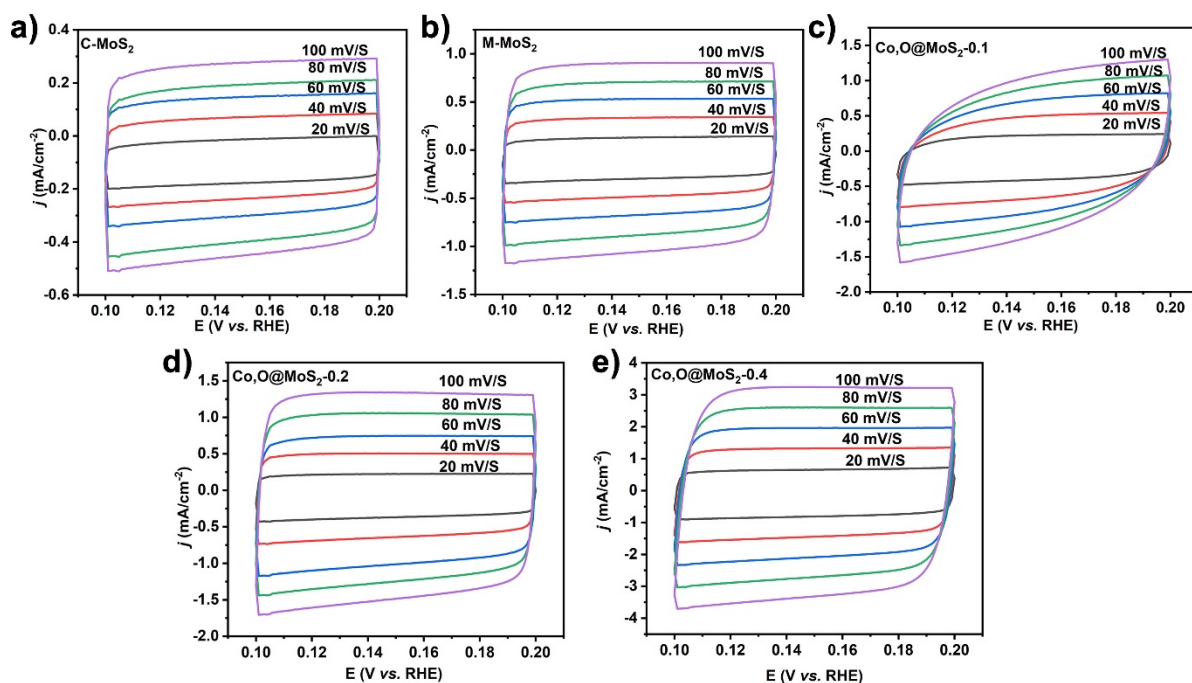 a)
C-MoS₂
100 mV/S
80 mV/S
60 mV/S
40 mV/S
20 mV/S
0.4
0.2
0.0
-0.2
-0.4
-0.6
j (mA/cm⁻²)
0.10 0.12 0.14 0.16 0.18 0.20
E (V vs. RHE)
b)
M-MoS₂
100 mV/S
80 mV/S
60 mV/S
40 mV/S
20 mV/S
1.0
0.5
0.0
-0.5
-1.0
-1.5
j (mA/cm⁻²)
0.10 0.12 0.14 0.16 0.18 0.20
E (V vs. RHE)
c)
Co,O@MoS₂-0.1
100 mV/S
80 mV/S
60 mV/S
40 mV/S
20 mV/S
1.5
1.0
0.5
0.0
-0.5
-1.0
-1.5
-2.0
j (mA/cm⁻²)
0.10 0.12 0.14 0.16 0.18 0.20
E (V vs. RHE)
d)
Co,O@MoS₂-0.2
100 mV/S
80 mV/S
60 mV/S
40 mV/S
20 mV/S
1.5
1.0
0.5
0.0
-0.5
-1.0
-1.5
-2.0
j (mA/cm⁻²)
0.10 0.12 0.14 0.16 0.18 0.20
E (V vs. RHE)
e)
Co,O@MoS₂-0.4
100 mV/S
80 mV/S
60 mV/S
40 mV/S
20 mV/S
4
3
2
1
0
-1
-2
-3
-4
j (mA/cm⁻²)
0.10 0.12 0.14 0.16 0.18 0.20
E (V vs. RHE)